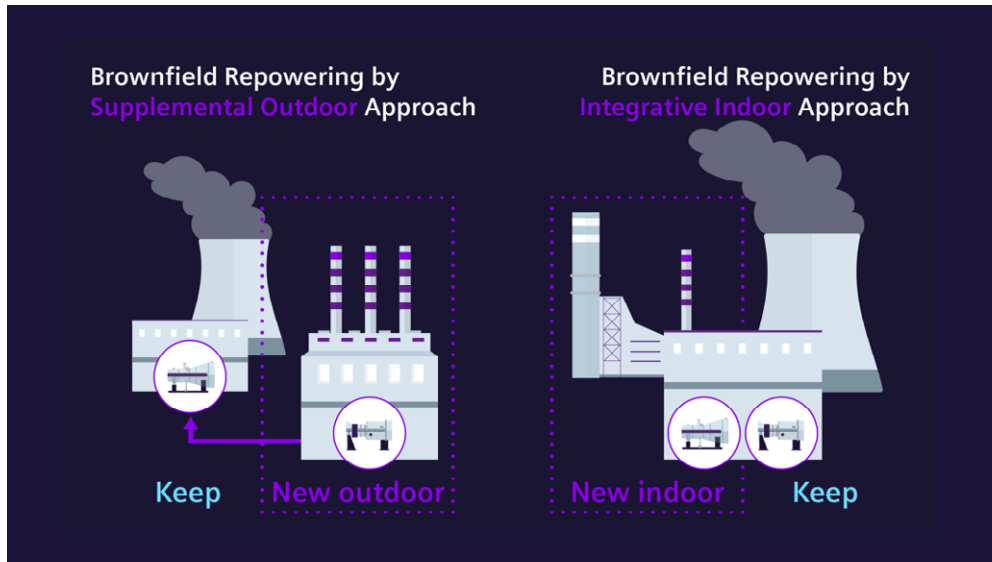 Brownfield Repowering by
Supplemental Outdoor Approach
Brownfield Repowering by
Integrative Indoor Approach
Keep
New outdoor
New indoor
Keep